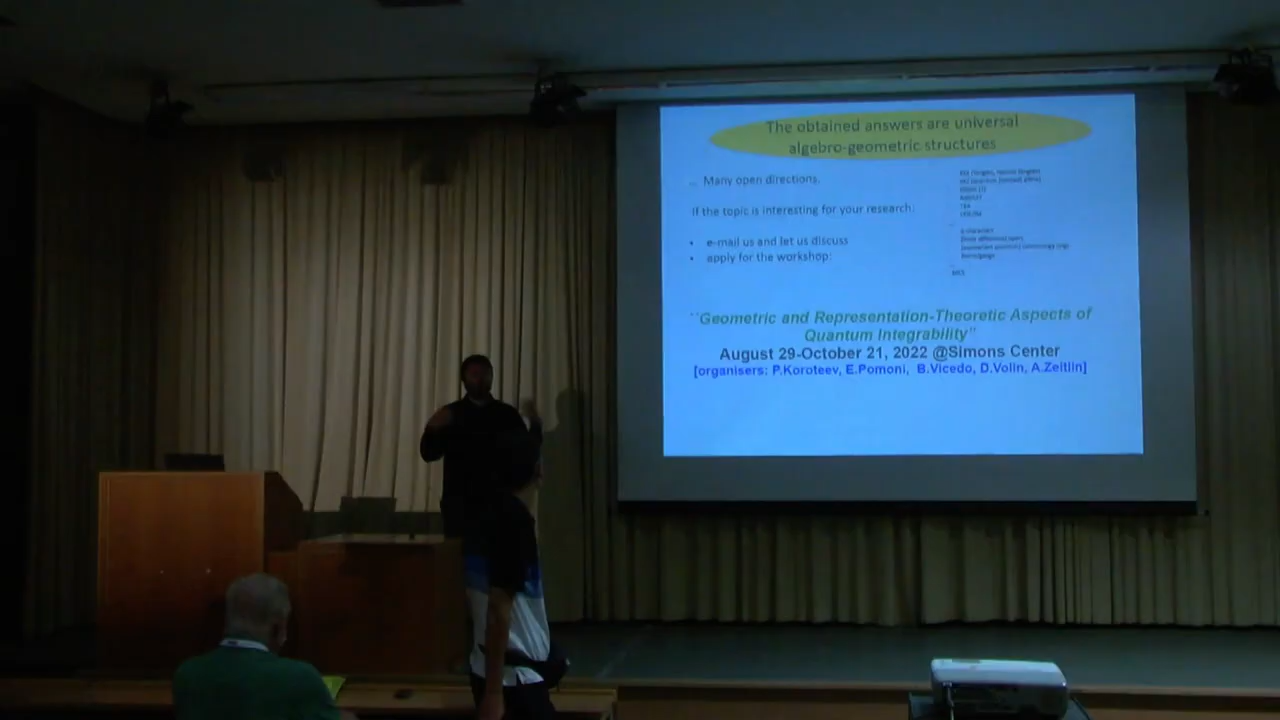 The obtained answers are universal
algebro-geometric structures
Many open directions.
If the topic is interesting for your research:
• e-mail us and let us discuss
• apply for the workshop:
``Geometric and Representation-Theoretic Aspects of
Quantum Integrability''
August 29-October 21, 2022 @Simons Center
[organisers: P.Koroteev, E.Pomoni, B.Vicedo, D.Volin, A.Zeitlin]